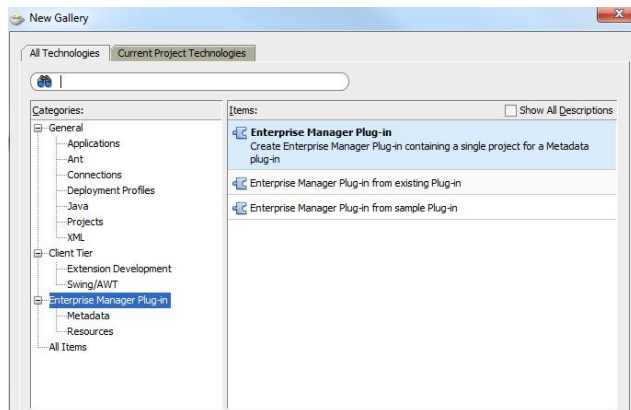 New Gallery
All Technologies
Current Project Technologies
Categories:
General
Applications
Ant
Connections
Deployment Profiles
Java
Projects
XML
Client Tier
Extension Development
Swing/AWT
Enterprise Manager Plug-in
Metadata
Resources
All Items
Items:
Show All Descriptions
Enterprise Manager Plug-in
Create Enterprise Manager Plug-in containing a single project for a Metadata
plug-in
Enterprise Manager Plug-in from existing Plug-in
Enterprise Manager Plug-in from sample Plug-in